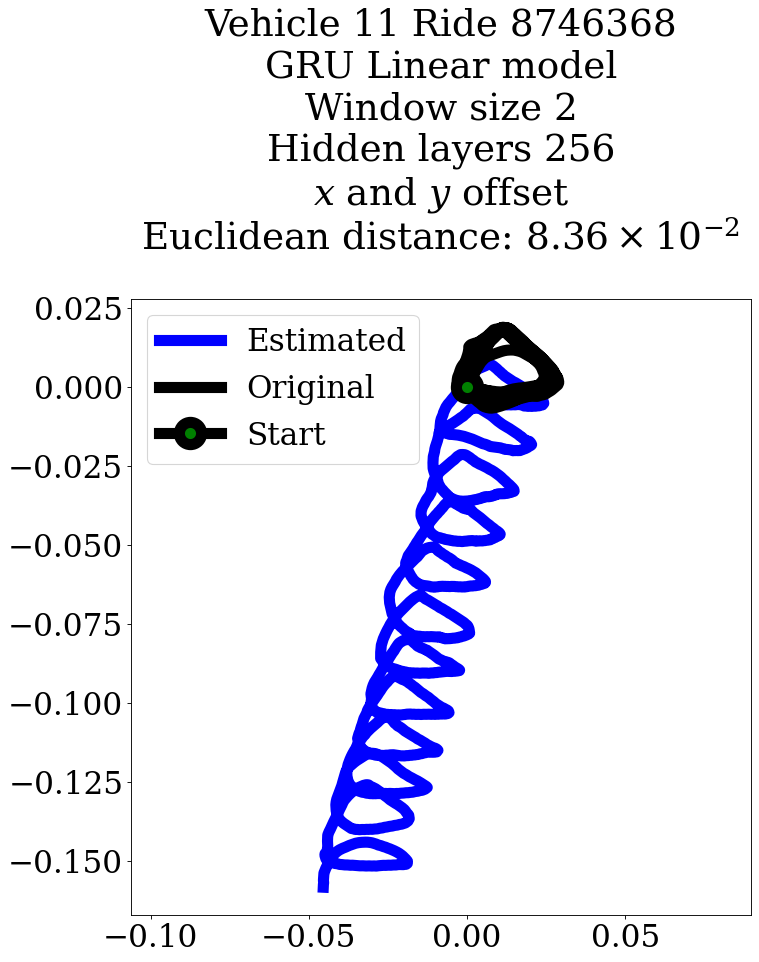 Vehicle 11 Ride 8746368
GRU Linear model
Window size 2
Hidden layers 256
x and y offset
Euclidean distance: 8.36 × 10⁻²
Estimated
Original
Start
0.025
0.000
−0.025
−0.050
−0.075
−0.100
−0.125
−0.150
−0.10 −0.05 0.00 0.05